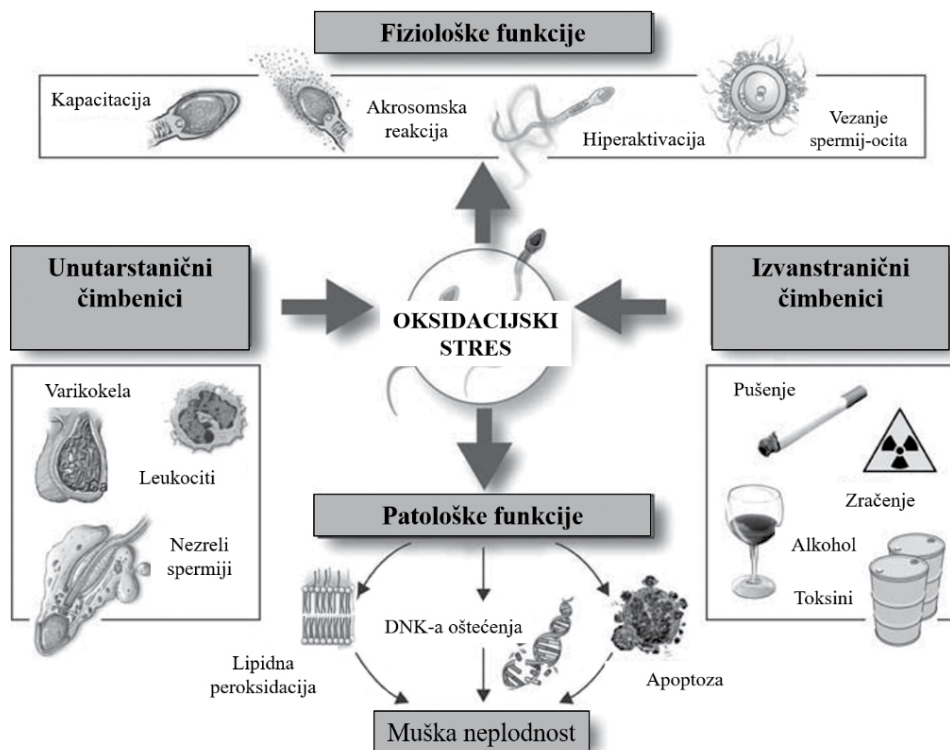 Fiziološke funkcije
Kapacitacija
Akrosomska
reakcija
Hiperaktivacija
Vezanje
spermij-ocita
Unutarstanični
čimbenici
OKSIDACIJSKI
STRES
Izvanstranični
čimbenici
Varikokela
Leukociti
Nezreli
spermiji
Pušenje
Zračenje
Alkohol
Toksini
Patološke funkcije
Lipidna
peroksidacija
DNK-a oštećenja
Apoptoza
Muška neplodnost